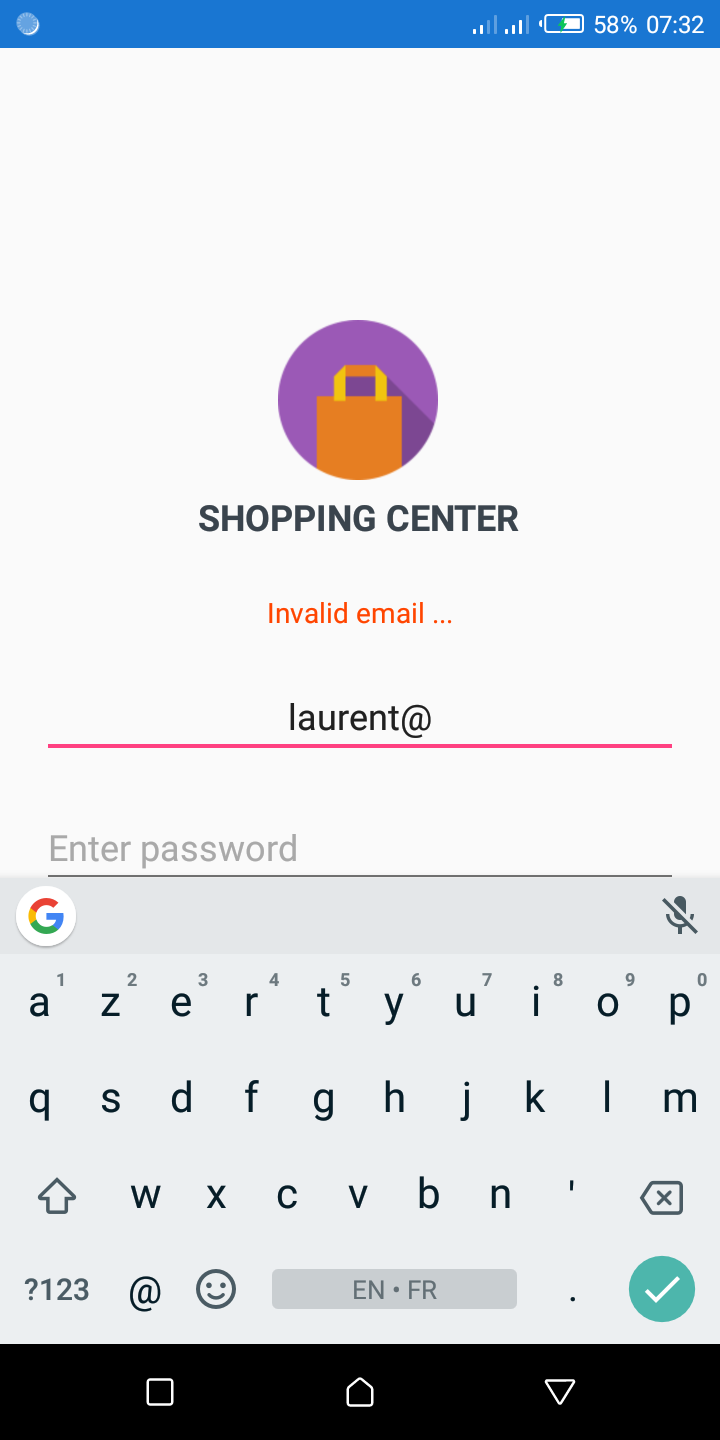 58% 07:32
SHOPPING CENTER
Invalid email ...
laurent@
Enter password
G
a 1 z 2 e 3 r 4 t 5 y 6 u 7 i 8 o 9 p 0
q s d f g h j k l m
w x c v b n '
?123 @ EN • FR .